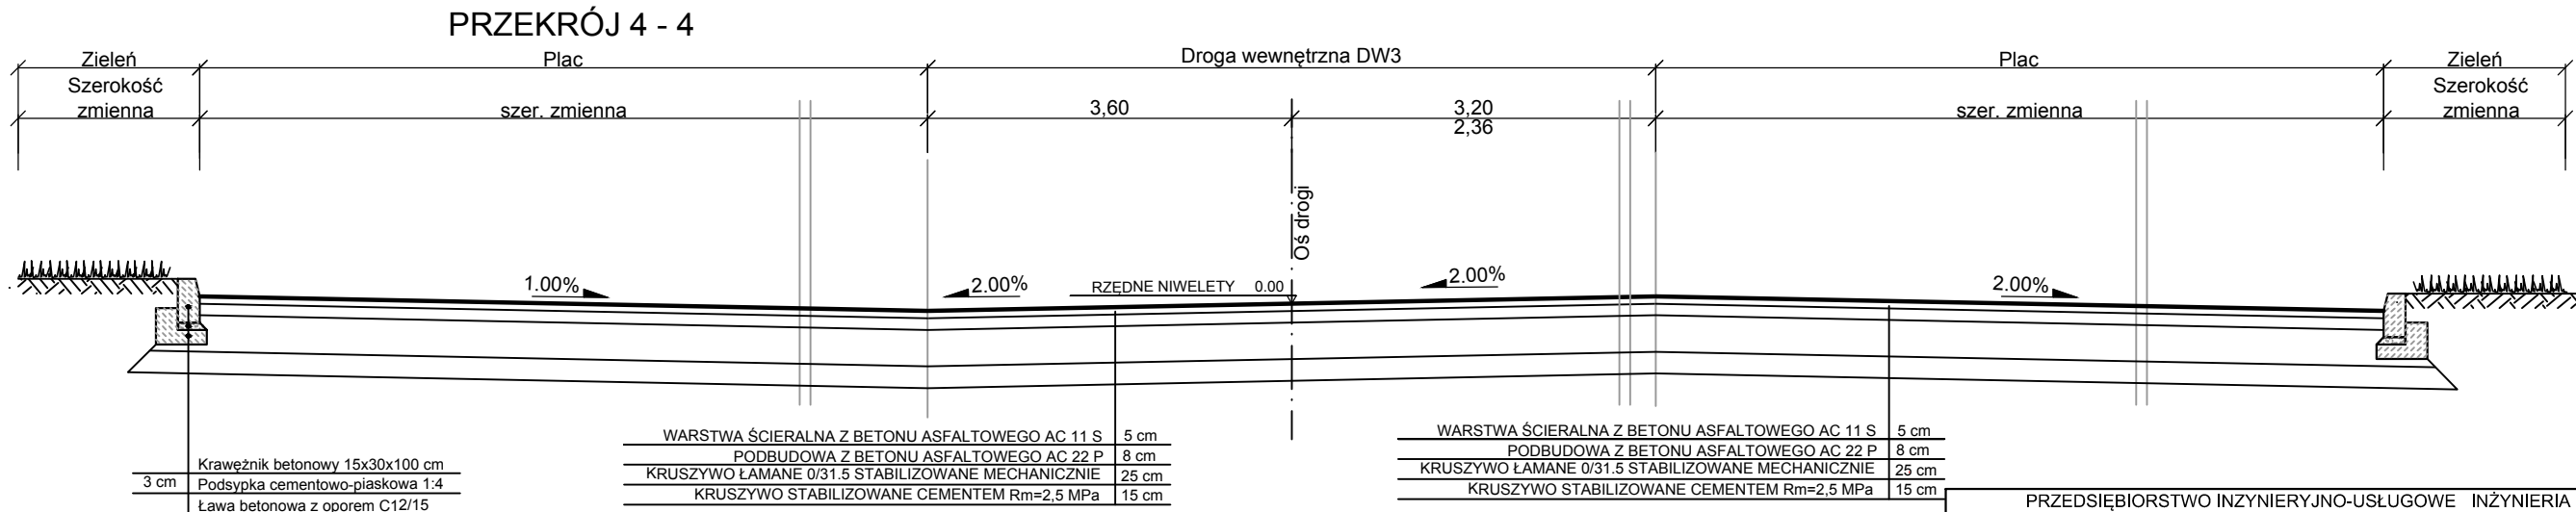 PRZEKRÓJ 4 - 4
Zieleń
Plac
Droga wewnętrzna DW3
Plac
Zieleń
Szerokość
zmienna
szer. zmienna
3,60
3,20
2,36
szer. zmienna
Szerokość
zmienna
Oś drogi
1.00%
2.00%
RZĘDNE NIWELETY 0.00
2.00%
2.00%
WARSTWA ŚCIERALNA Z BETONU ASFALTOWEGO AC 11 S 5 cm
PODBUDOWA Z BETONU ASFALTOWEGO AC 22 P 8 cm
KRUSZYWO ŁAMANE 0/31.5 STABILIZOWANE MECHANICZNIE 25 cm
KRUSZYWO STABILIZOWANE CEMENTEM Rm=2,5 MPa 15 cm
WARSTWA ŚCIERALNA Z BETONU ASFALTOWEGO AC 11 S 5 cm
PODBUDOWA Z BETONU ASFALTOWEGO AC 22 P 8 cm
KRUSZYWO ŁAMANE 0/31.5 STABILIZOWANE MECHANICZNIE 25 cm
KRUSZYWO STABILIZOWANE CEMENTEM Rm=2,5 MPa 15 cm
Krawężnik betonowy 15x30x100 cm
3 cm Podsypka cementowo-piaskowa 1:4
Ława betonowa z oporem C12/15
PRZEDSIĘBIORSTWO INZYNIERYJNO-USŁUGOWE INŻYNIERIA